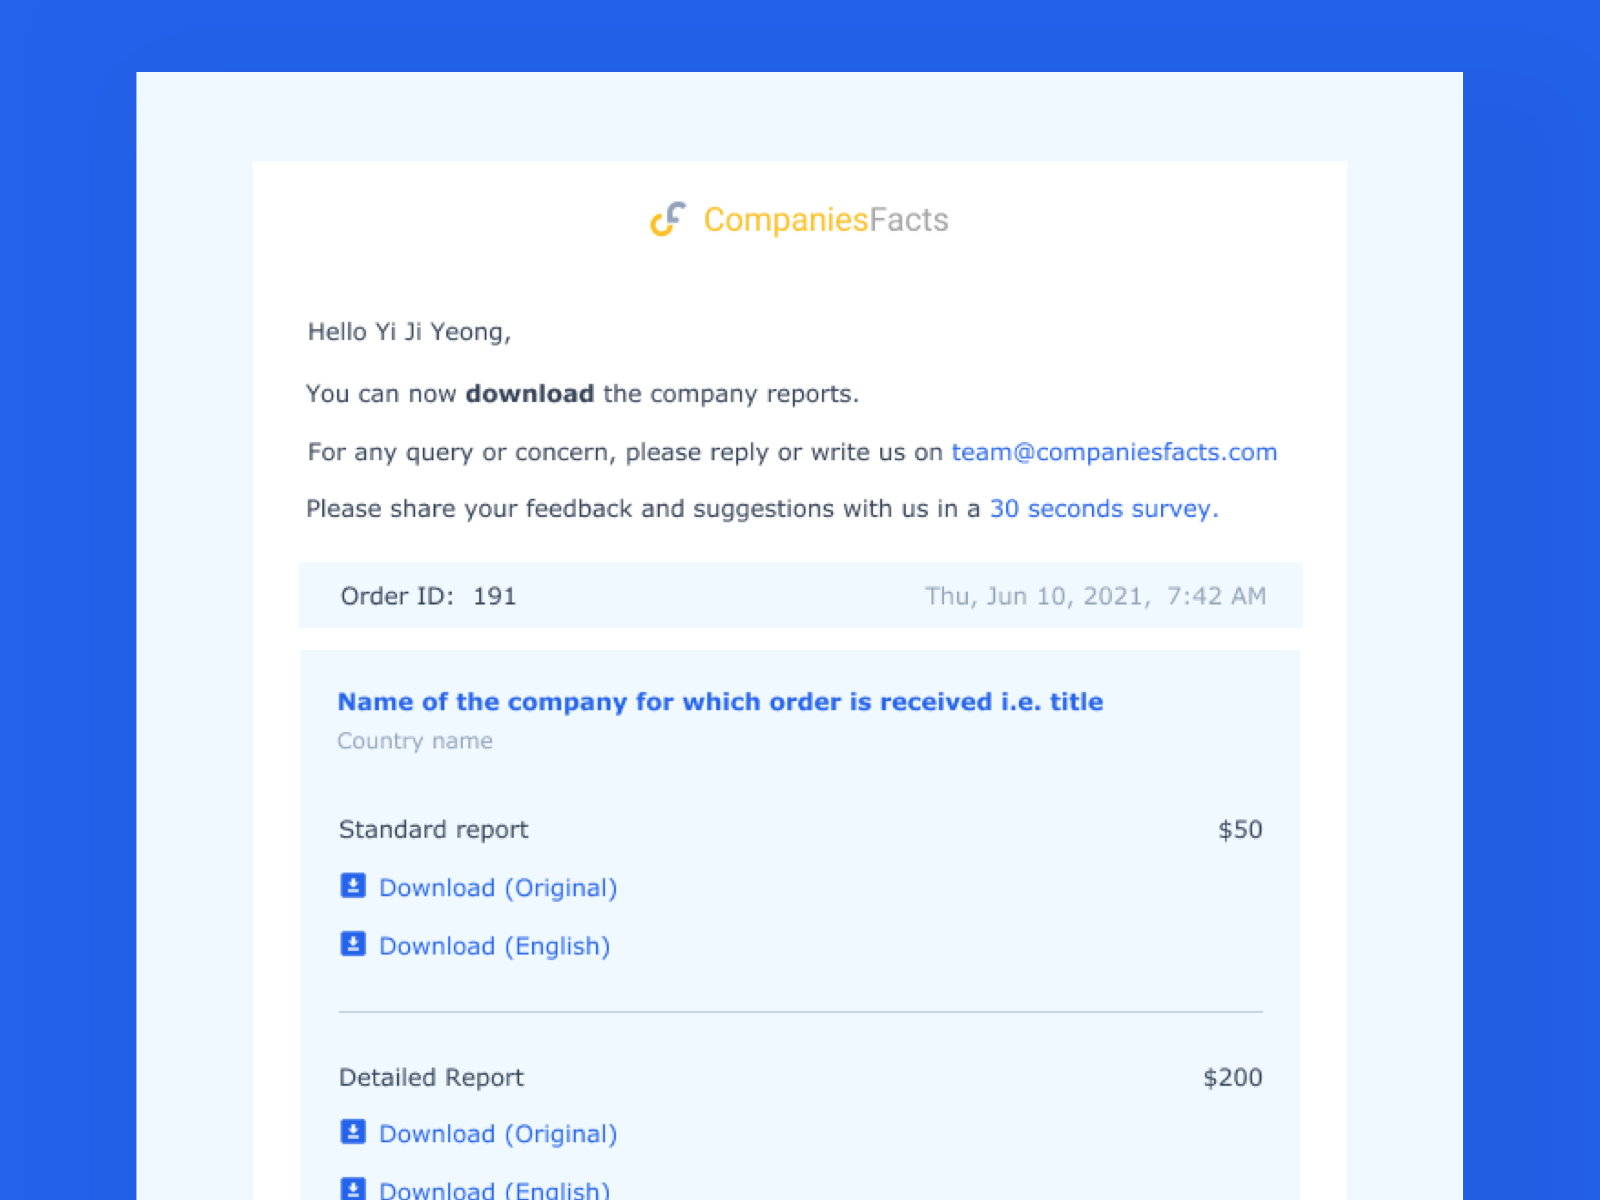 CompaniesFacts
Hello Yi Ji Yeong,
You can now download the company reports.
For any query or concern, please reply or write us on team@companiesfacts.com
Please share your feedback and suggestions with us in a 30 seconds survey.
Order ID: 191 Thu, Jun 10, 2021, 7:42 AM
Name of the company for which order is received i.e. title
Country name
Standard report $50
Download (Original)
Download (English)
Detailed Report $200
Download (Original)
Download (English)